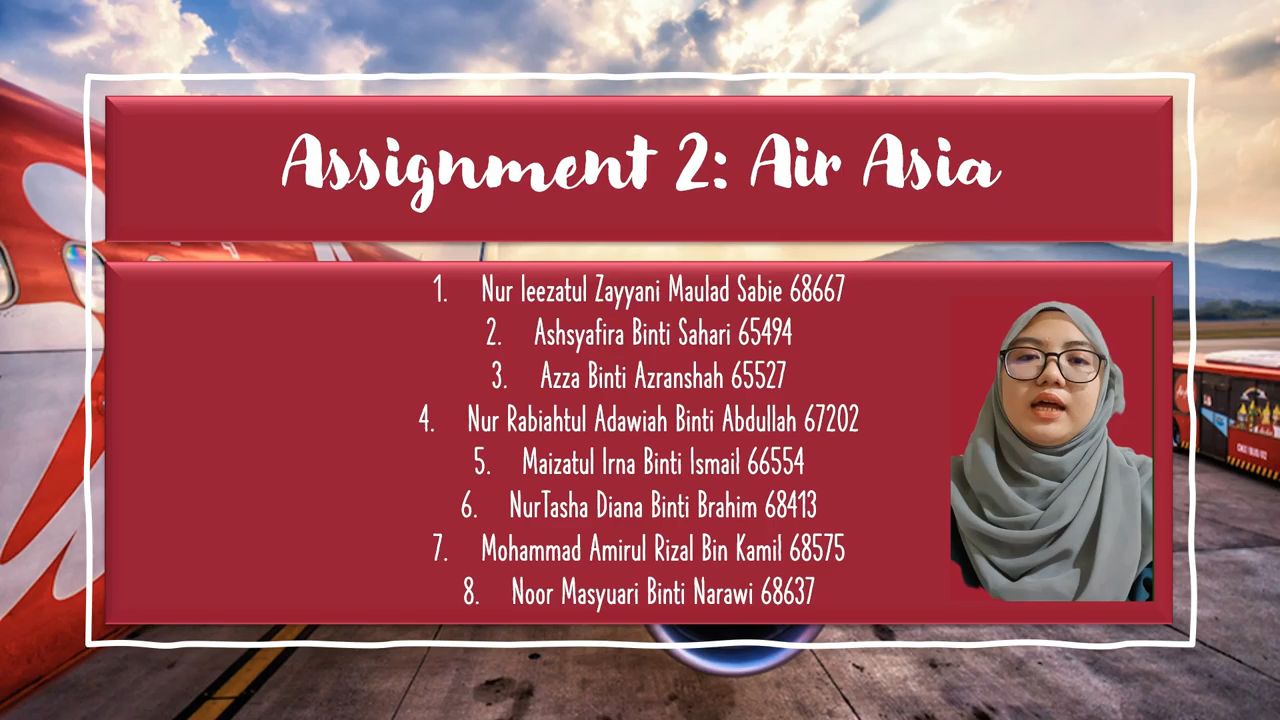 Assignment 2: Air Asia
1. Nur Ieezatul Zayyani Maulad Sabie 68667
2. Ashsyafira Binti Sahari 65494
3. Azza Binti Azranshah 65527
4. Nur Rabiahtul Adawiah Binti Abdullah 67202
5. Maizatul Irna Binti Ismail 66554
6. NurTasha Diana Binti Brahim 68413
7. Mohammad Amirul Rizal Bin Kamil 68575
8. Noor Masyuari Binti Narawi 68637